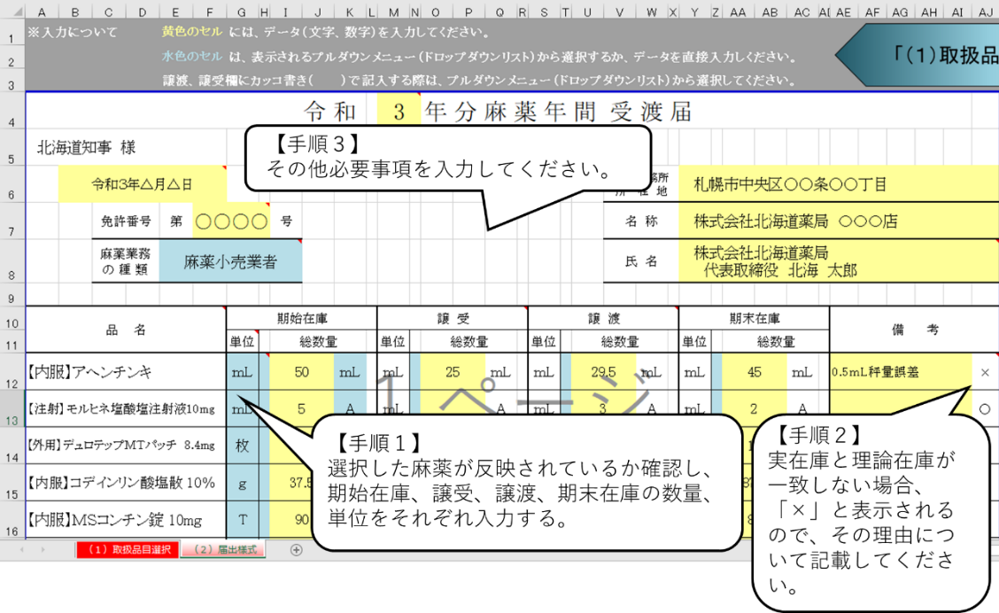 A B C D E F G H I J K L M N O P Q R S T U V W X Y Z AA AB AC AD AE AF AG AH AI AJ
1 ※入力について 黄色のセル には、データ(文字、数字)を入力してください。
2 水色のセル は、表示されるプルダウンメニュー(ドロップダウンリスト)から選択するか、データを直接入力しください。
「(1)取扱品
3 譲渡、譲受欄にカッコ書き( )で記入する際は、プルダウンメニュー(ドロップダウンリスト)から選択してください。
4 令和 3 年分麻薬年間 受渡届
5 北海道知事 様
【手順3】
その他必要事項を入力してください。
6 令和3年△月△日
地 札幌市中央区〇〇条〇〇丁目
7 免許番号 第 〇〇〇〇 号 名 称 株式会社北海道薬局 〇〇〇店
8 麻薬業務の種類 麻薬小売業者 氏 名 株式会社北海道薬局
代表取締役 北海 太郎
9
10 品 名 期始在庫 譲 受 譲 渡 期末在庫 備 考
11 単位 総数量 単位 総数量 単位 総数量 単位 総数量
12 【内服】アヘンチンキ mL 50 mL mL 25 mL mL 29.5 mL mL 45 mL 0.5mL秤量誤差 ×
1 ページ
13 【注射】モルヒネ塩酸塩注射液10mg mL 5 A mL A mL 3 A mL 2 A 〇
14 【外用】デュロテップMTパッチ 8.4mg 枚
15 【内服】コデインリン酸塩散 10% g 37.5
16 【内服】MSコンチン錠 10mg T 90
【手順1】
選択した麻薬が反映されているか確認し、
期始在庫、譲受、譲渡、期末在庫の数量、
単位をそれぞれ入力する。
【手順2】
実在庫と理論在庫が
一致しない場合、
「×」と表示される
ので、その理由につ
いて記載してくださ
い。
(1)取扱品目選択 (2)届出様式